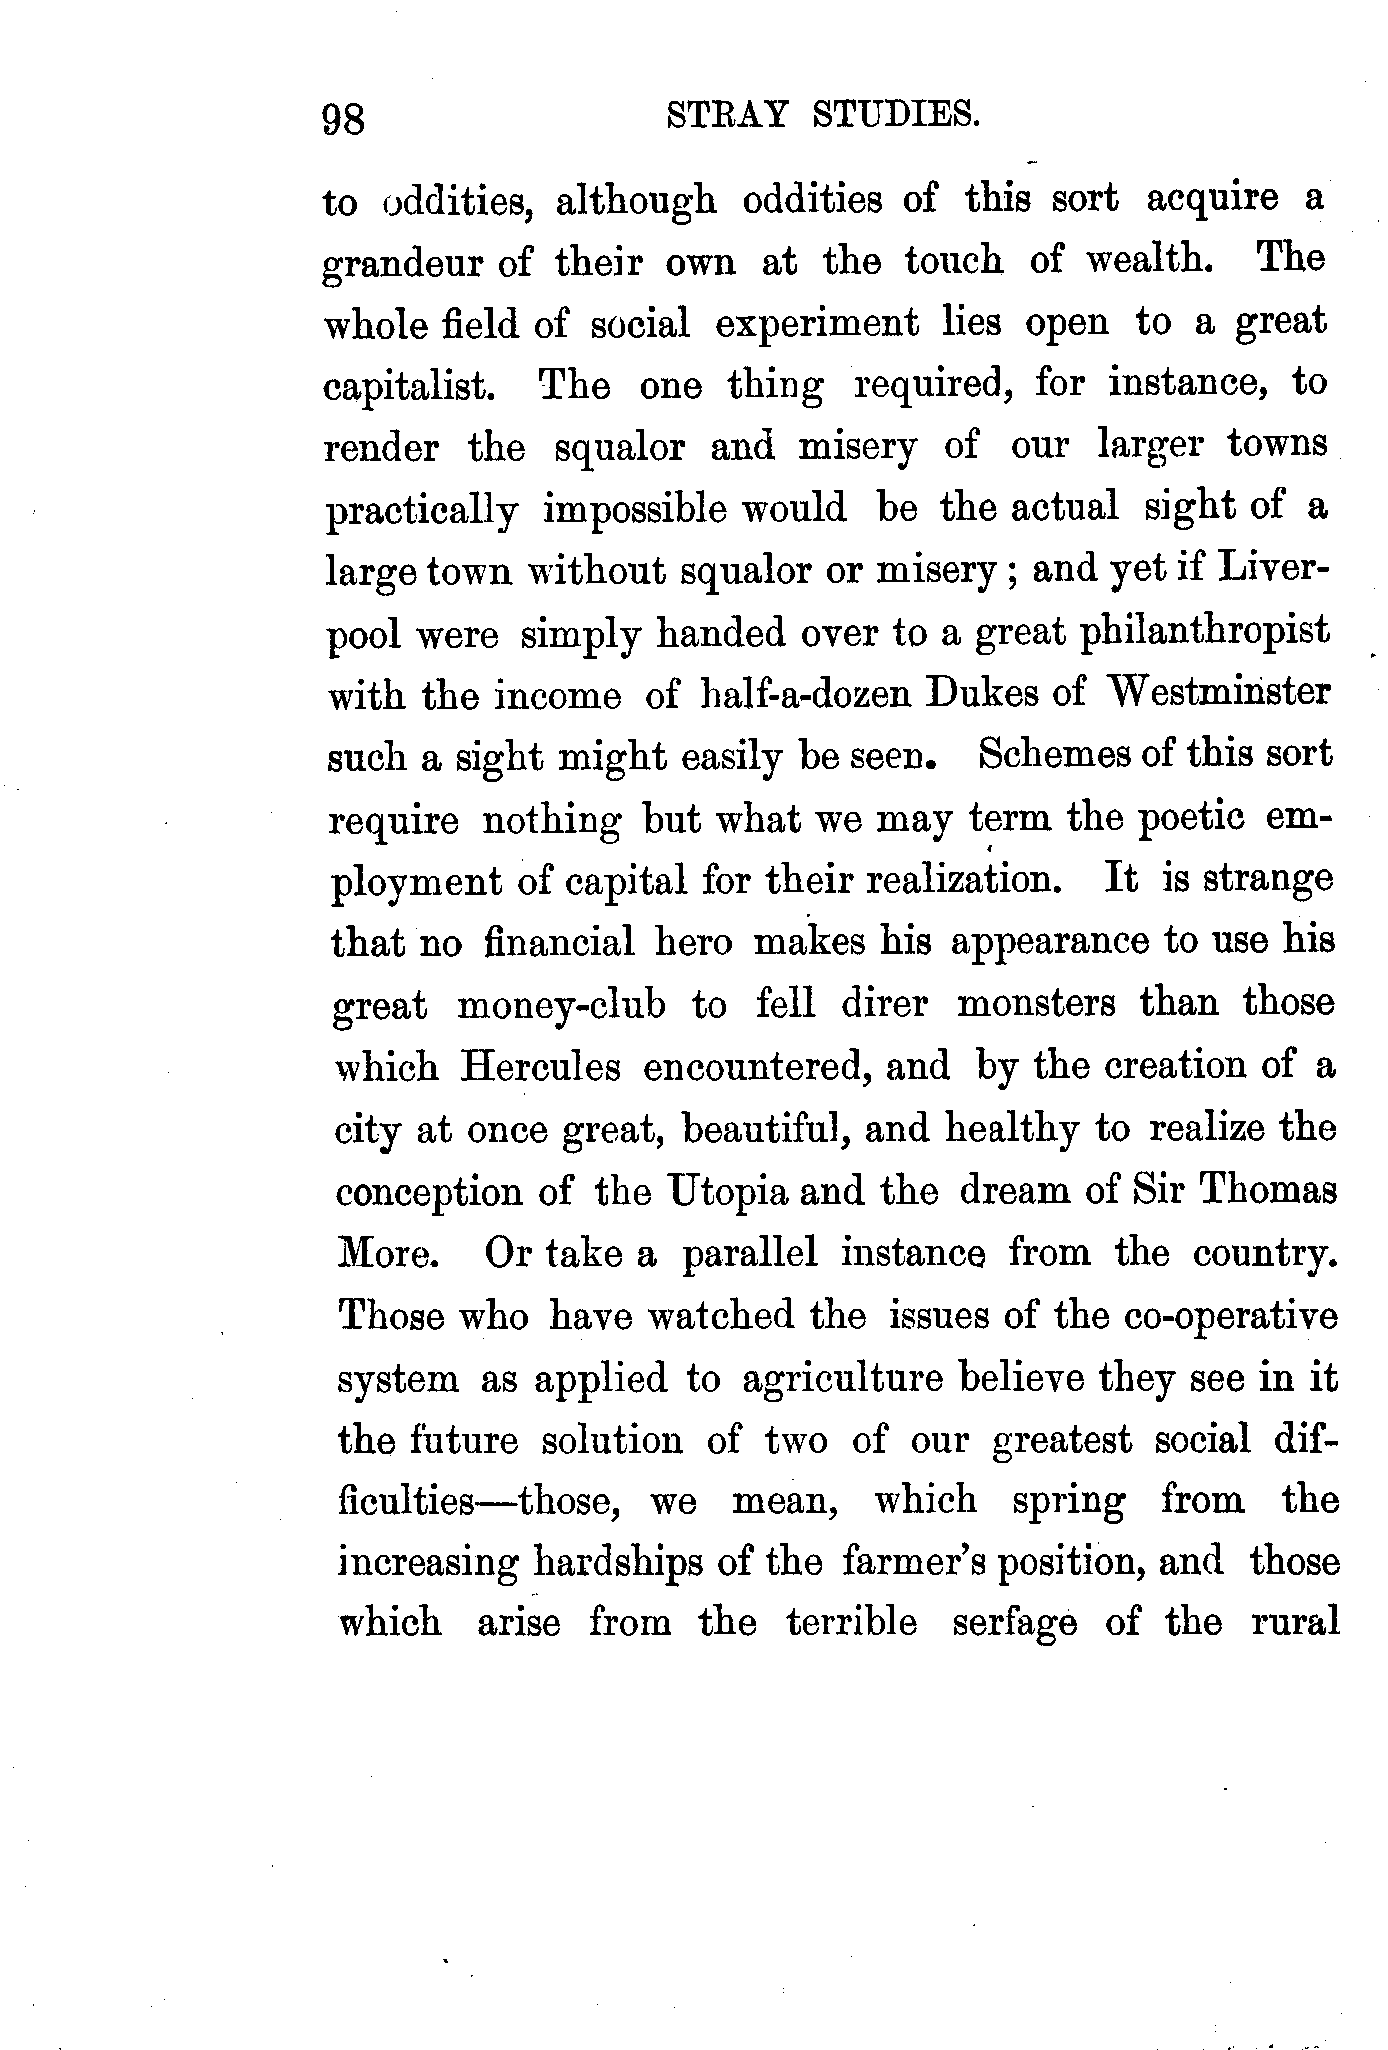 98 STRAY STUDIES.
to oddities, although oddities of this sort acquire a
grandeur of their own at the touch of wealth. The
whole field of social experiment lies open to a great
capitalist. The one thing required, for instance, to
render the squalor and misery of our larger towns
practically impossible would be the actual sight of a
large town without squalor or misery ; and yet if Liver-
pool were simply handed over to a great philanthropist
with the income of half-a-dozen Dukes of Westminster
such a sight might easily be seen. Schemes of this sort
require nothing but what we may term the poetic em-
ployment of capital for their realization. It is strange
that no financial hero makes his appearance to use his
great money-club to fell direr monsters than those
which Hercules encountered, and by the creation of a
city at once great, beautiful, and healthy to realize the
conception of the Utopia and the dream of Sir Thomas
More. Or take a parallel instance from the country.
Those who have watched the issues of the co-operative
system as applied to agriculture believe they see in it
the future solution of two of our greatest social dif-
ficulties—those, we mean, which spring from the
increasing hardships of the farmer's position, and those
which arise from the terrible serfage of the rural